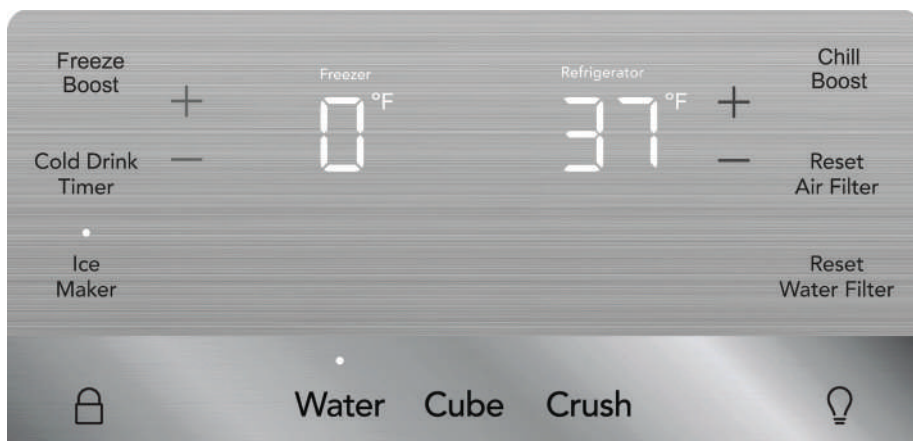 Freeze
Boost
+
Freezer
0 °F
Refrigerator
37 °F
+
Chill
Boost
Cold Drink
Timer
−
−
Reset
Air Filter
Ice
Maker
Reset
Water Filter
Water
Cube
Crush